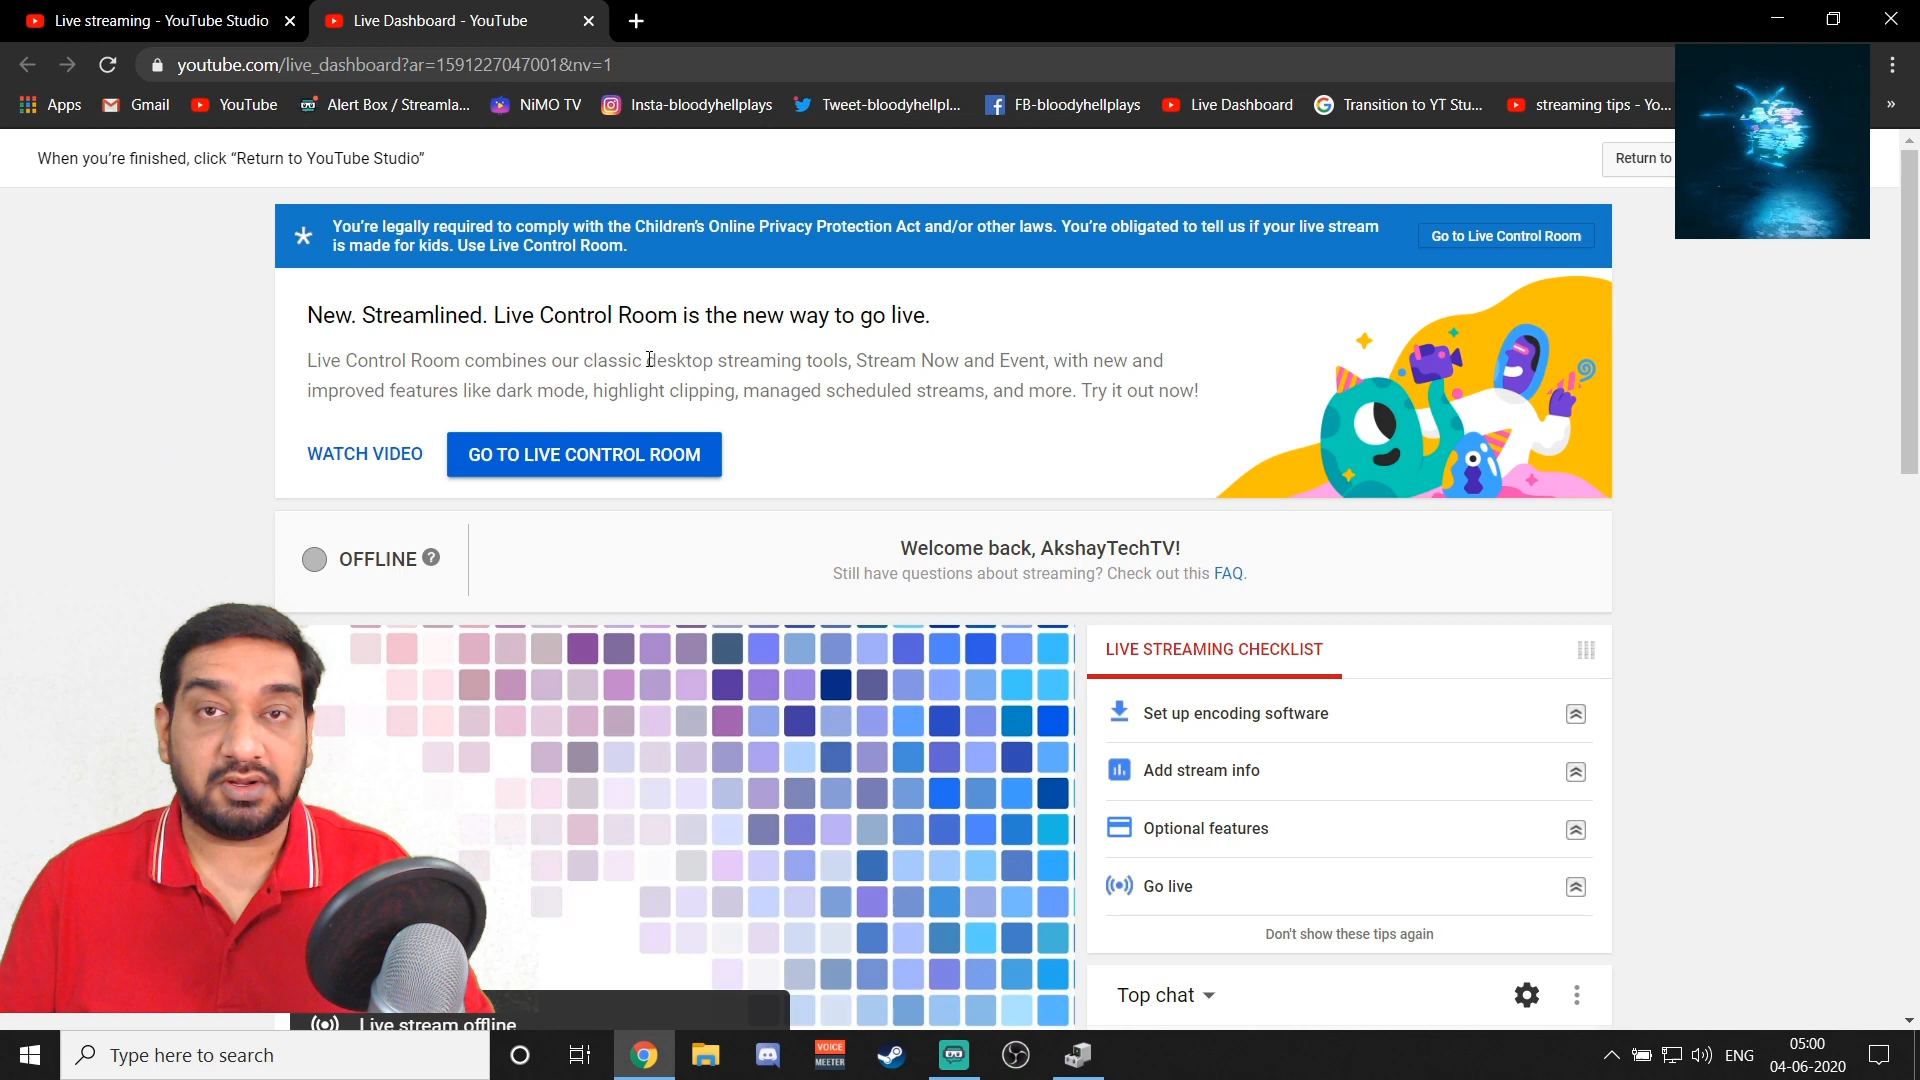 Live streaming - YouTube Studio
Live Dashboard - YouTube
youtube.com/live_dashboard?ar=1591227047001&nv=1
Apps
Gmail
YouTube
Alert Box / Streamla...
NiMO TV
Insta-bloodyhellplays
Tweet-bloodyhellpl...
FB-bloodyhellplays
Live Dashboard
Transition to YT Stu...
streaming tips - Yo...
When you're finished, click “Return to YouTube Studio”
Return to
You're legally required to comply with the Children's Online Privacy Protection Act and/or other laws. You're obligated to tell us if your live stream
is made for kids. Use Live Control Room.
Go to Live Control Room
New. Streamlined. Live Control Room is the new way to go live.
Live Control Room combines our classic desktop streaming tools, Stream Now and Event, with new and
improved features like dark mode, highlight clipping, managed scheduled streams, and more. Try it out now!
WATCH VIDEO
GO TO LIVE CONTROL ROOM
OFFLINE
Welcome back, AkshayTechTV!
Still have questions about streaming? Check out this FAQ.
LIVE STREAMING CHECKLIST
Set up encoding software
Add stream info
Optional features
Go live
Don't show these tips again
Top chat
Live stream offline
Type here to search
VOICE
MEETER
ENG
05:00
04-06-2020